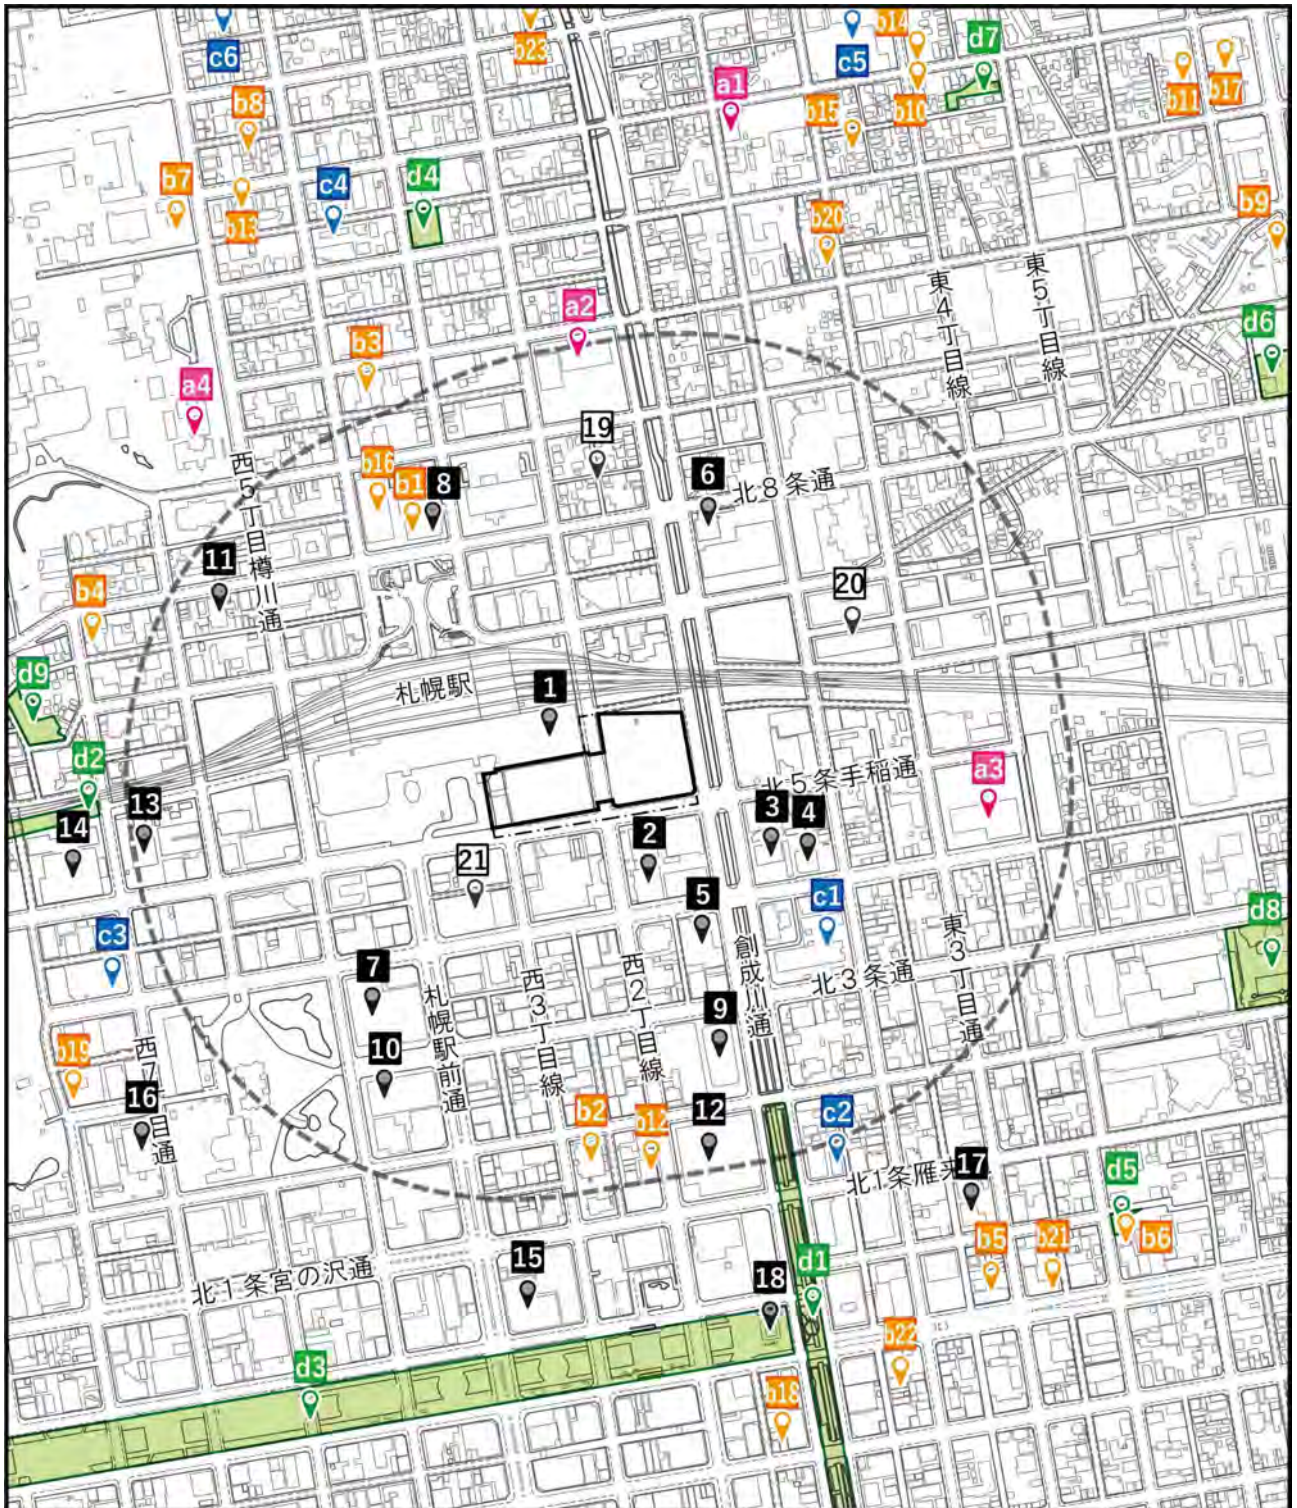 c6
b23
b14
c5
d7
b17
b11
a1
b8
b15
b10
b7
c4
d4
b13
b20
b9
東4丁目線
東5丁目線
a2
b3
d6
a4
19
b16
b1
8
6
北8条通
西5丁目樽川通
11
20
b4
d9
札幌駅
1
d2
北5条手稲通
a3
13
14
3
4
2
21
5
c1
d8
c3
創成川通
東3丁目通
北3条通
7
札幌駅前通
西3丁目線
西2丁目線
9
b19
西7丁目通
10
16
b2
b12
12
c2
北1条雁来
17
d5
b6
b5
b21
北1条宮の沢通
15
18
d1
b22
d3
b18